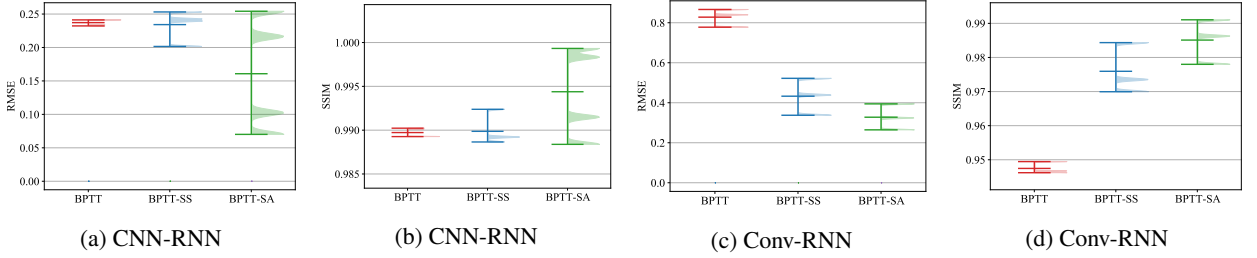 RMSE
0.25
0.20
0.15
0.10
0.05
0.00
BPTT BPTT-SS BPTT-SA
(a) CNN-RNN
SSIM
1.000
0.995
0.990
0.985
BPTT BPTT-SS BPTT-SA
(b) CNN-RNN
RMSE
0.8
0.6
0.4
0.2
0.0
BPTT BPTT-SS BPTT-SA
(c) Conv-RNN
SSIM
0.99
0.98
0.97
0.96
0.95
BPTT BPTT-SS BPTT-SA
(d) Conv-RNN